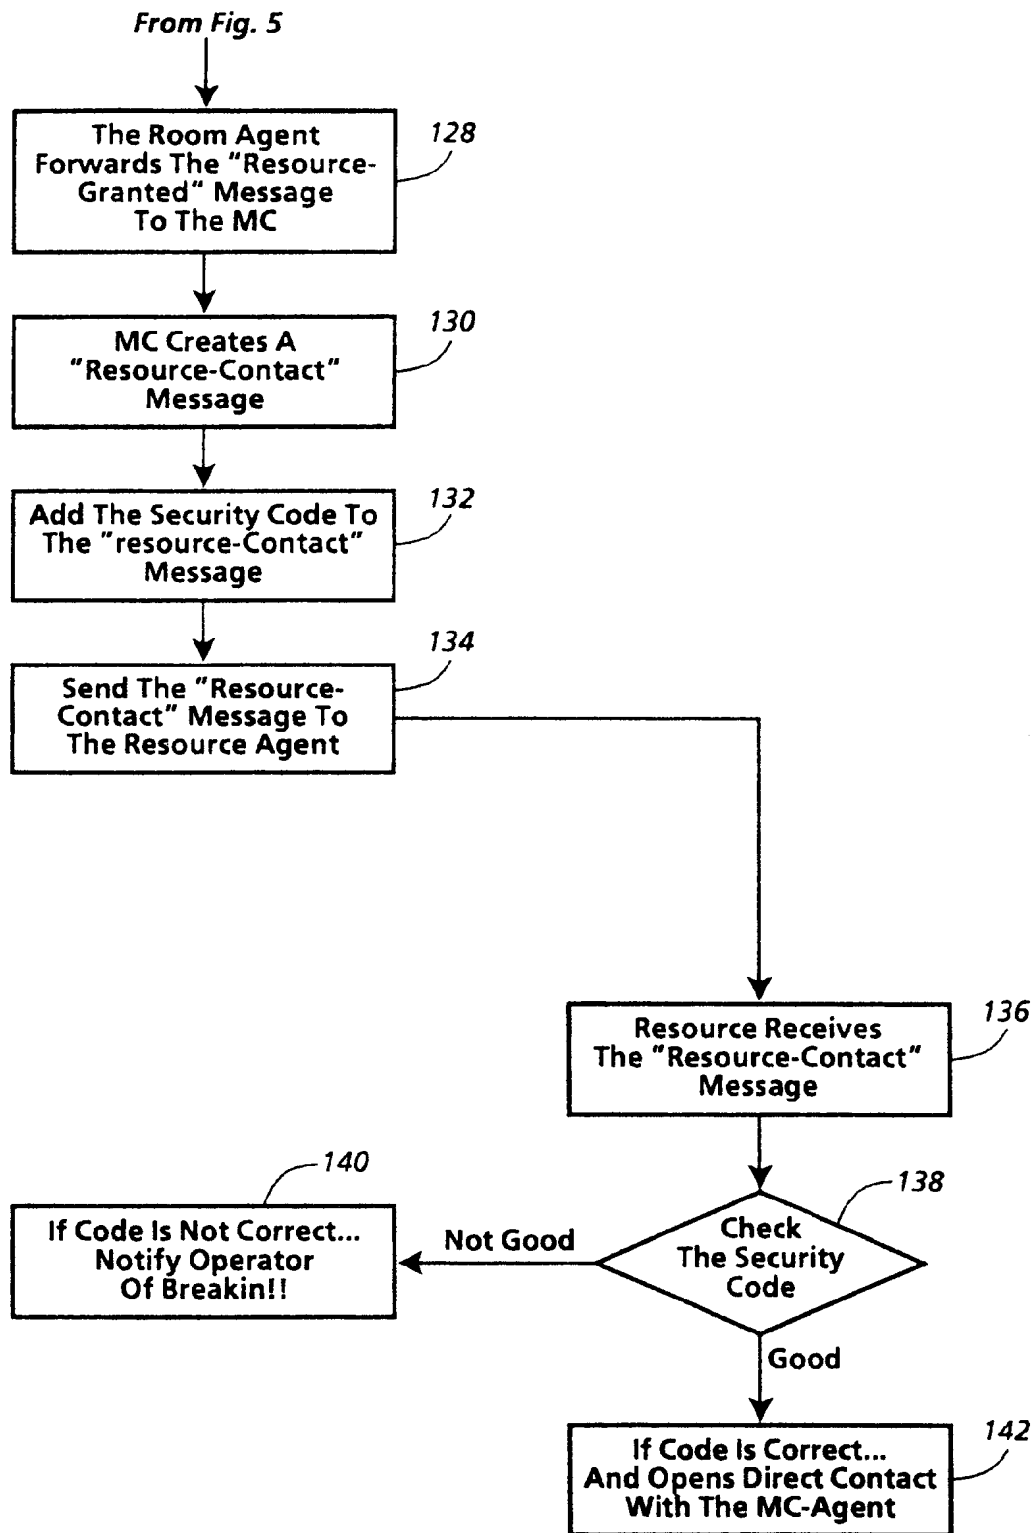 From Fig. 5
The Room Agent
Forwards The "Resource-
Granted" Message
To The MC
128
MC Creates A
"Resource-Contact"
Message
130
Add The Security Code To
The "resource-Contact"
Message
132
Send The "Resource-
Contact" Message To
The Resource Agent
134
Resource Receives
The "Resource-Contact"
Message
136
Check
The Security
Code
138
Not Good
140
If Code Is Not Correct...
Notify Operator
Of Breakin!!
Good
If Code Is Correct...
And Opens Direct Contact
With The MC-Agent
142